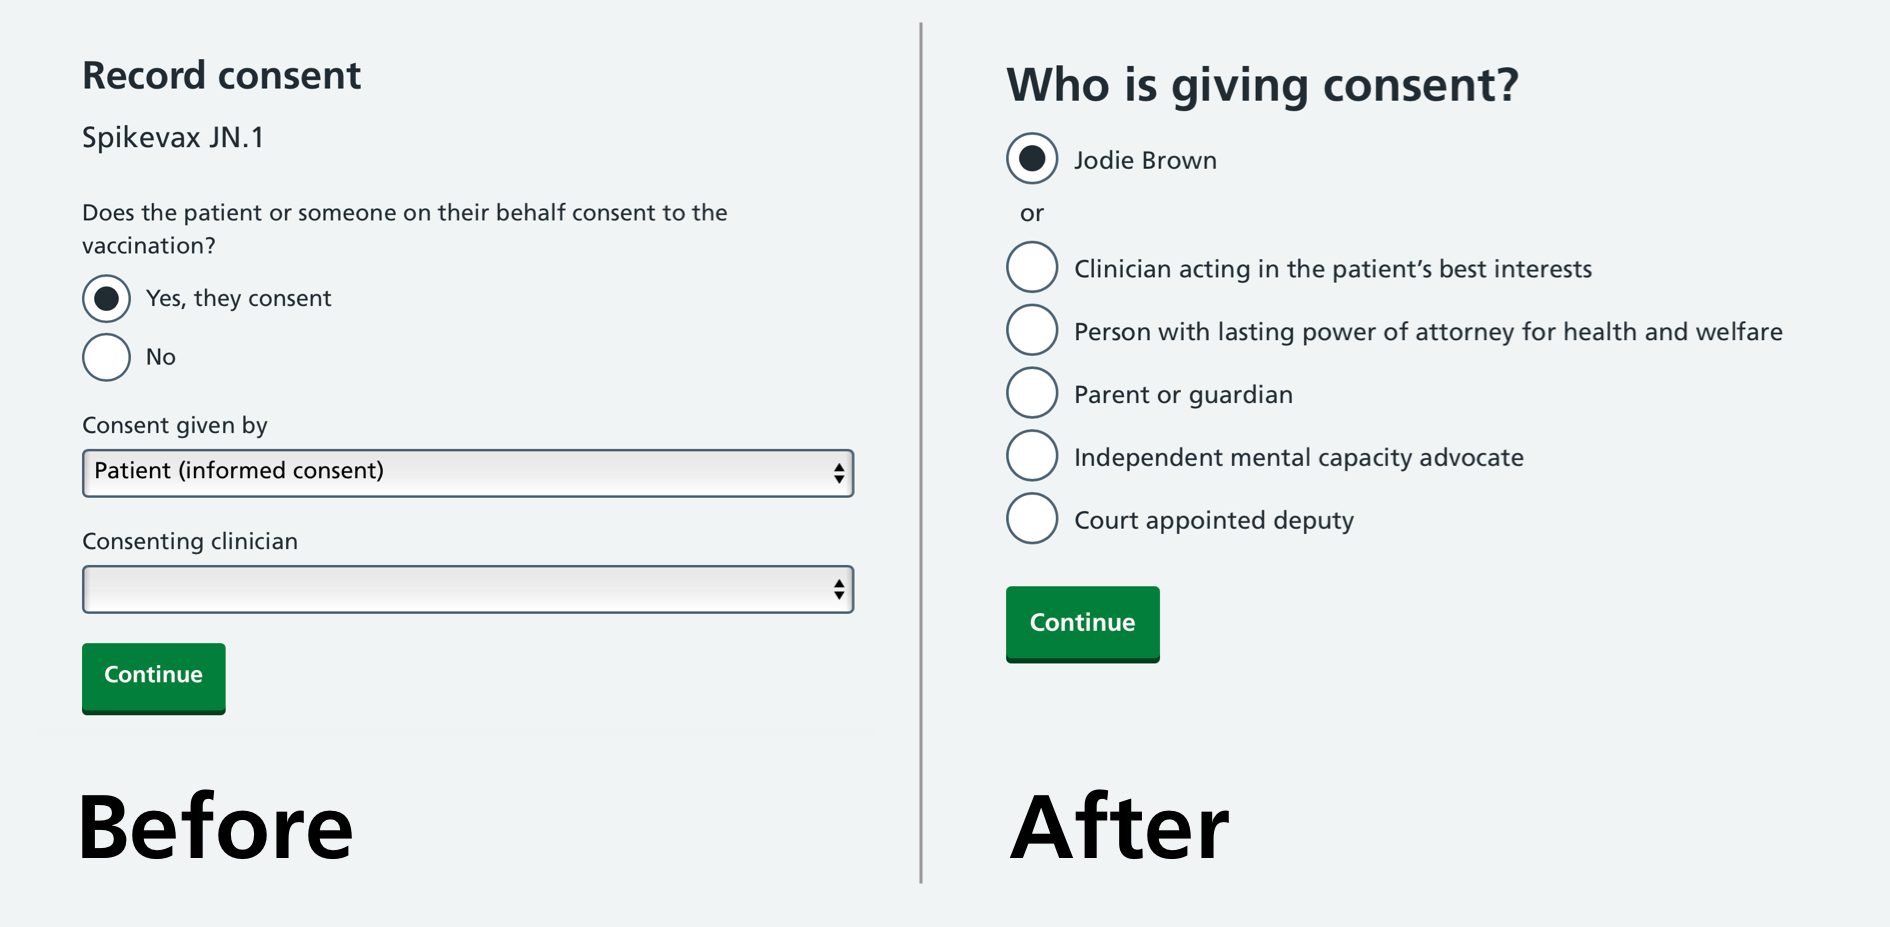 Record consent
Spikevax JN.1
Does the patient or someone on their behalf consent to the
vaccination?
Yes, they consent
No
Consent given by
Patient (informed consent)
Consenting clinician
Continue
Before
Who is giving consent?
Jodie Brown
or
Clinician acting in the patient’s best interests
Person with lasting power of attorney for health and welfare
Parent or guardian
Independent mental capacity advocate
Court appointed deputy
Continue
After